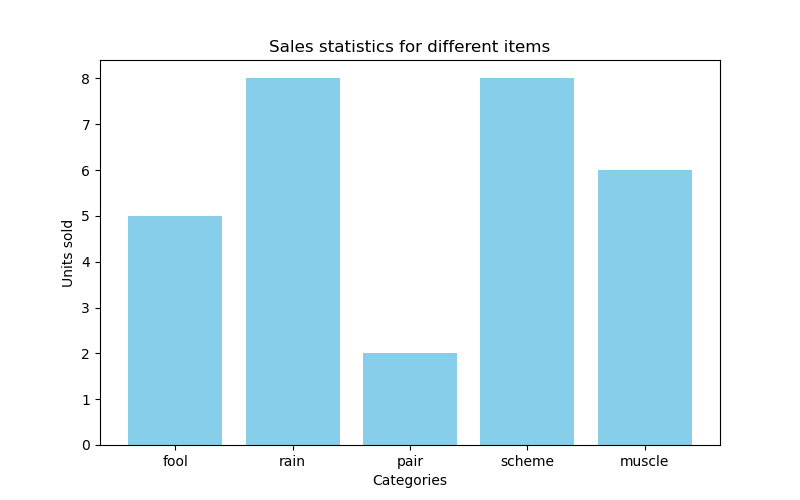 Sales statistics for different items
Units sold
8
7
6
5
4
3
2
1
0
fool rain pair scheme muscle
Categories